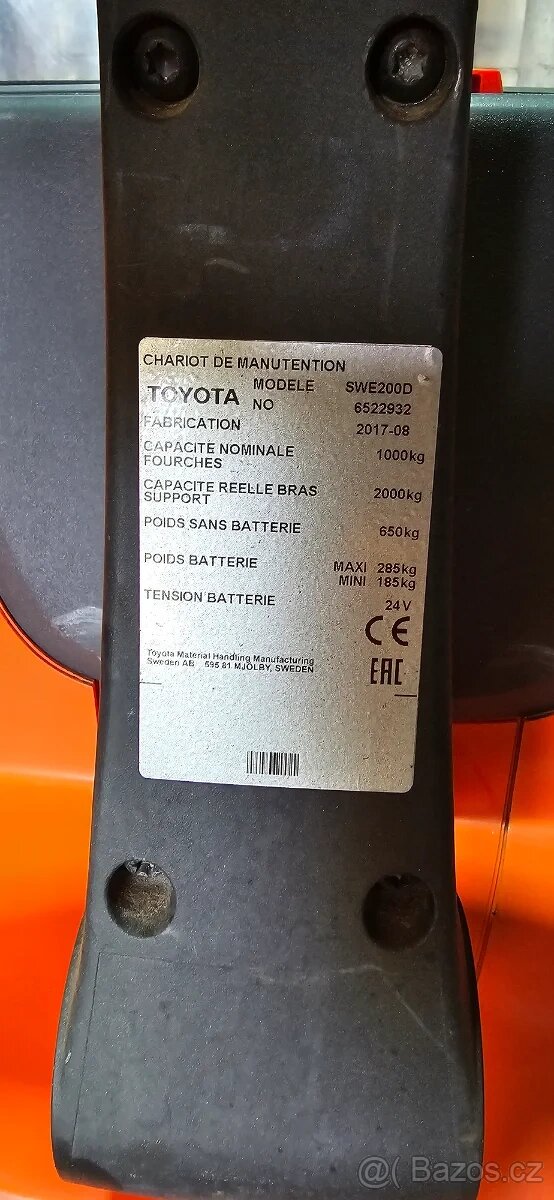 CHARIOT DE MANUTENTION
TOYOTA MODELE SWE200D
NO 6522932
FABRICATION 2017-08
CAPACITE NOMINALE FOURCHES 1000kg
CAPACITE REELLE BRAS SUPPORT 2000kg
POIDS SANS BATTERIE 650kg
POIDS BATTERIE MAXI 285kg
MINI 185kg
TENSION BATTERIE 24V
CE
Toyota Material Handling Manufacturing
Sweden AB 595 81 MJÖLBY, SWEDEN
EAC
@( Bazos.cz